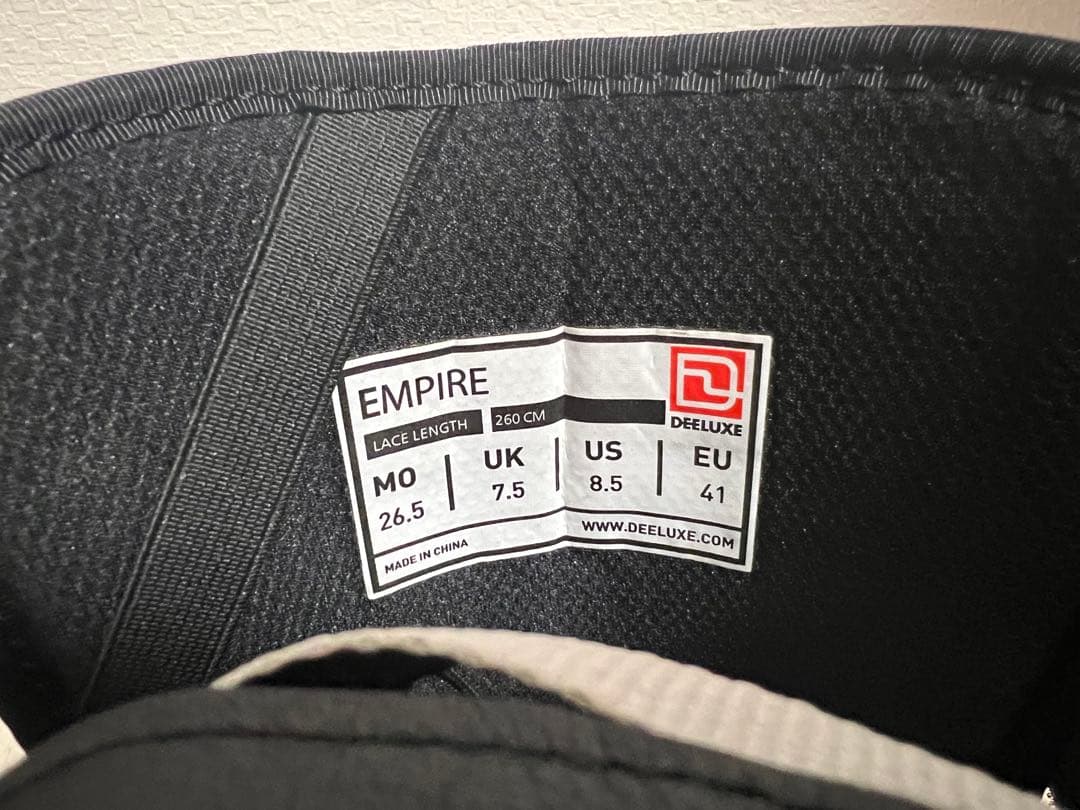 EMPIRE
LACE LENGTH 260 CM
DEELUXE
MO UK US EU
26.5 7.5 8.5 41
MADE IN CHINA WWW.DEELUXE.COM